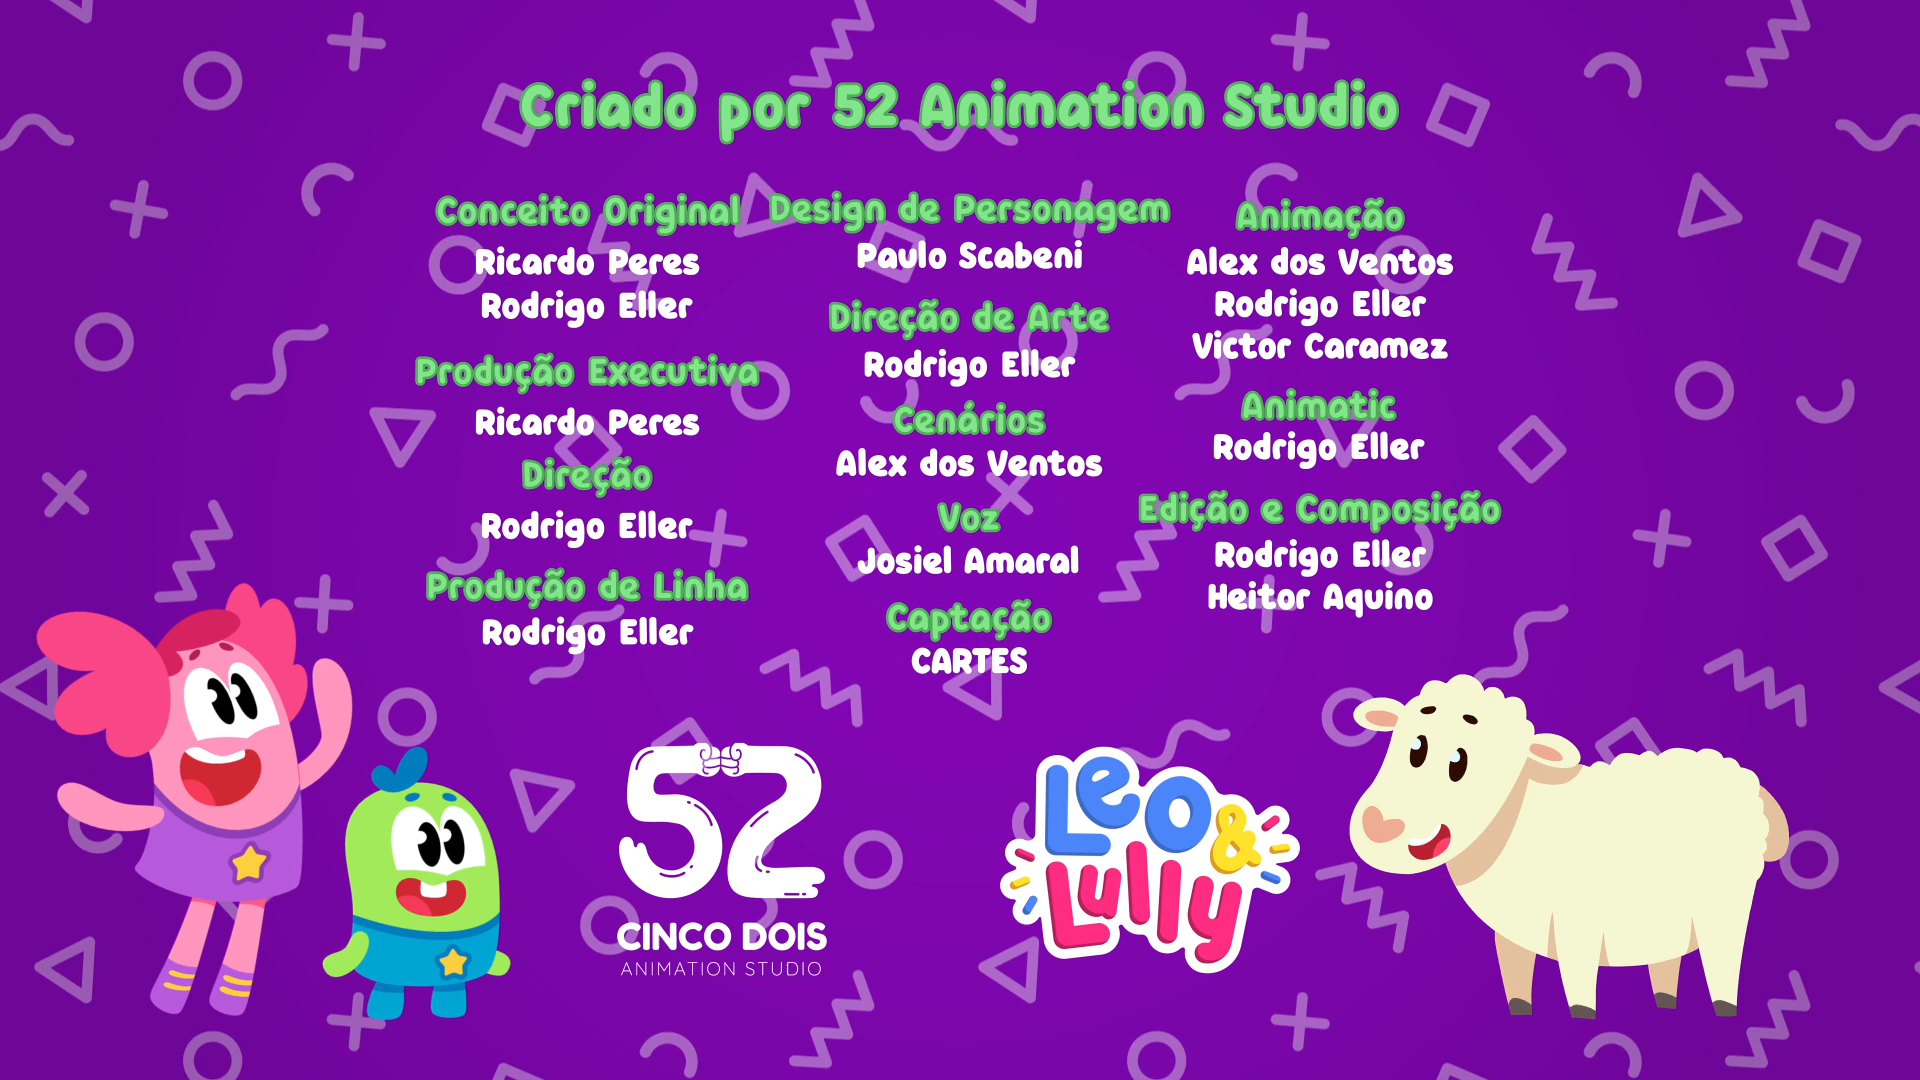 Criado por 52 Animation Studio
Conceito Original
Ricardo Peres
Rodrigo Eller
Produção Executiva
Ricardo Peres
Direção
Rodrigo Eller
Produção de Linha
Rodrigo Eller
Design de Personagem
Paulo Scabeni
Direção de Arte
Rodrigo Eller
Cenários
Alex dos Ventos
Voz
Josiel Amaral
Captação
CARTES
Animação
Alex dos Ventos
Rodrigo Eller
Victor Caramez
Animatic
Rodrigo Eller
Edição e Composição
Rodrigo Eller
Heitor Aquino
52
CINCO DOIS
ANIMATION STUDIO
Leo &
Lully